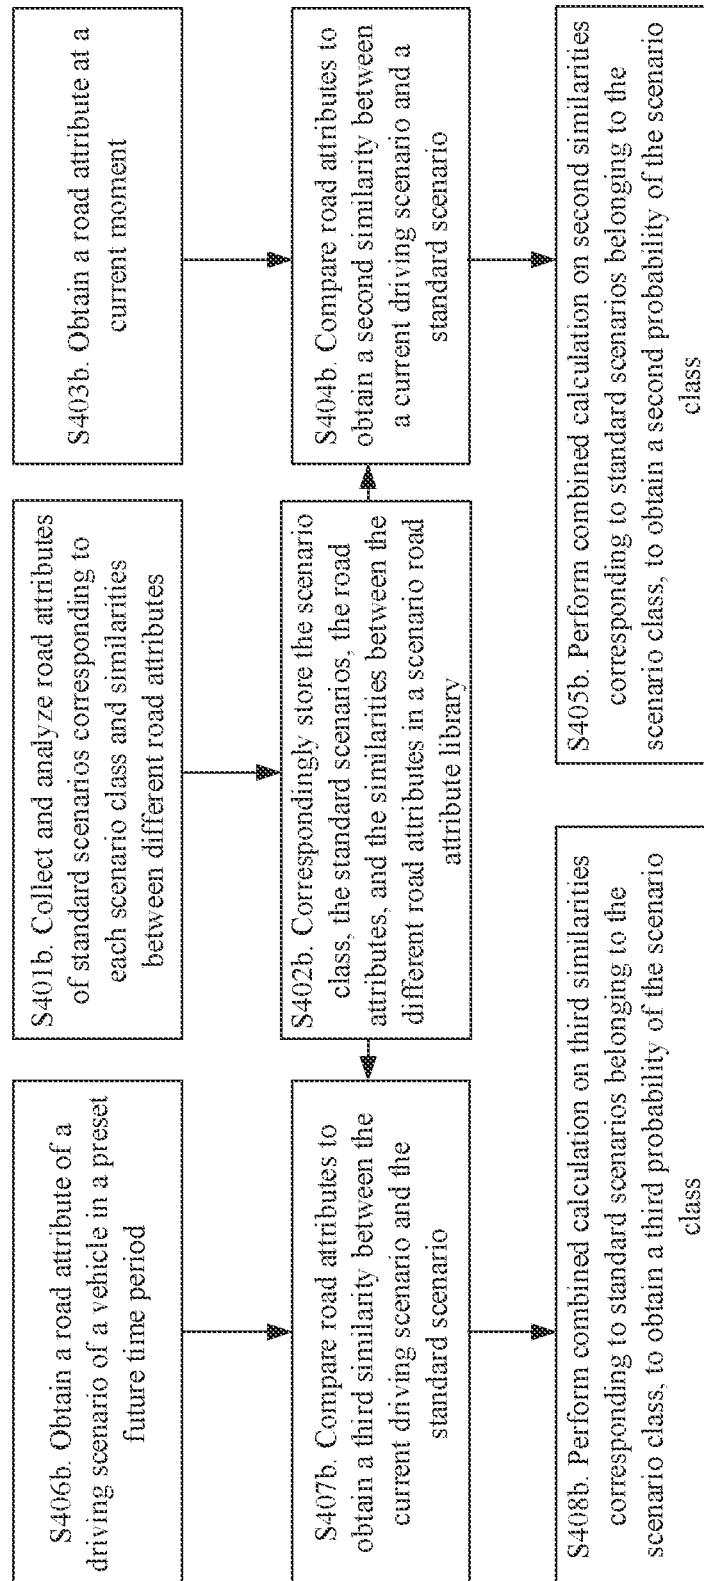 S406b. Obtain a road attribute of a
driving scenario of a vehicle in a preset
future time period
S401b. Collect and analyze road attributes
of standard scenarios corresponding to
each scenario class and similarities
between different road attributes
S403b. Obtain a road attribute at a
current moment
S407b. Compare road attributes to
obtain a third similarity between the
current driving scenario and the
standard scenario
S402b. Correspondingly store the scenario
class, the standard scenarios, the road
attributes, and the similarities between the
different road attributes in a scenario road
attribute library
S404b. Compare road attributes to
obtain a second similarity between
a current driving scenario and a
standard scenario
S408b. Perform combined calculation on third similarities
corresponding to standard scenarios belonging to the
scenario class, to obtain a third probability of the scenario
class
S405b. Perform combined calculation on second similarities
corresponding to standard scenarios belonging to the
scenario class, to obtain a second probability of the scenario
class